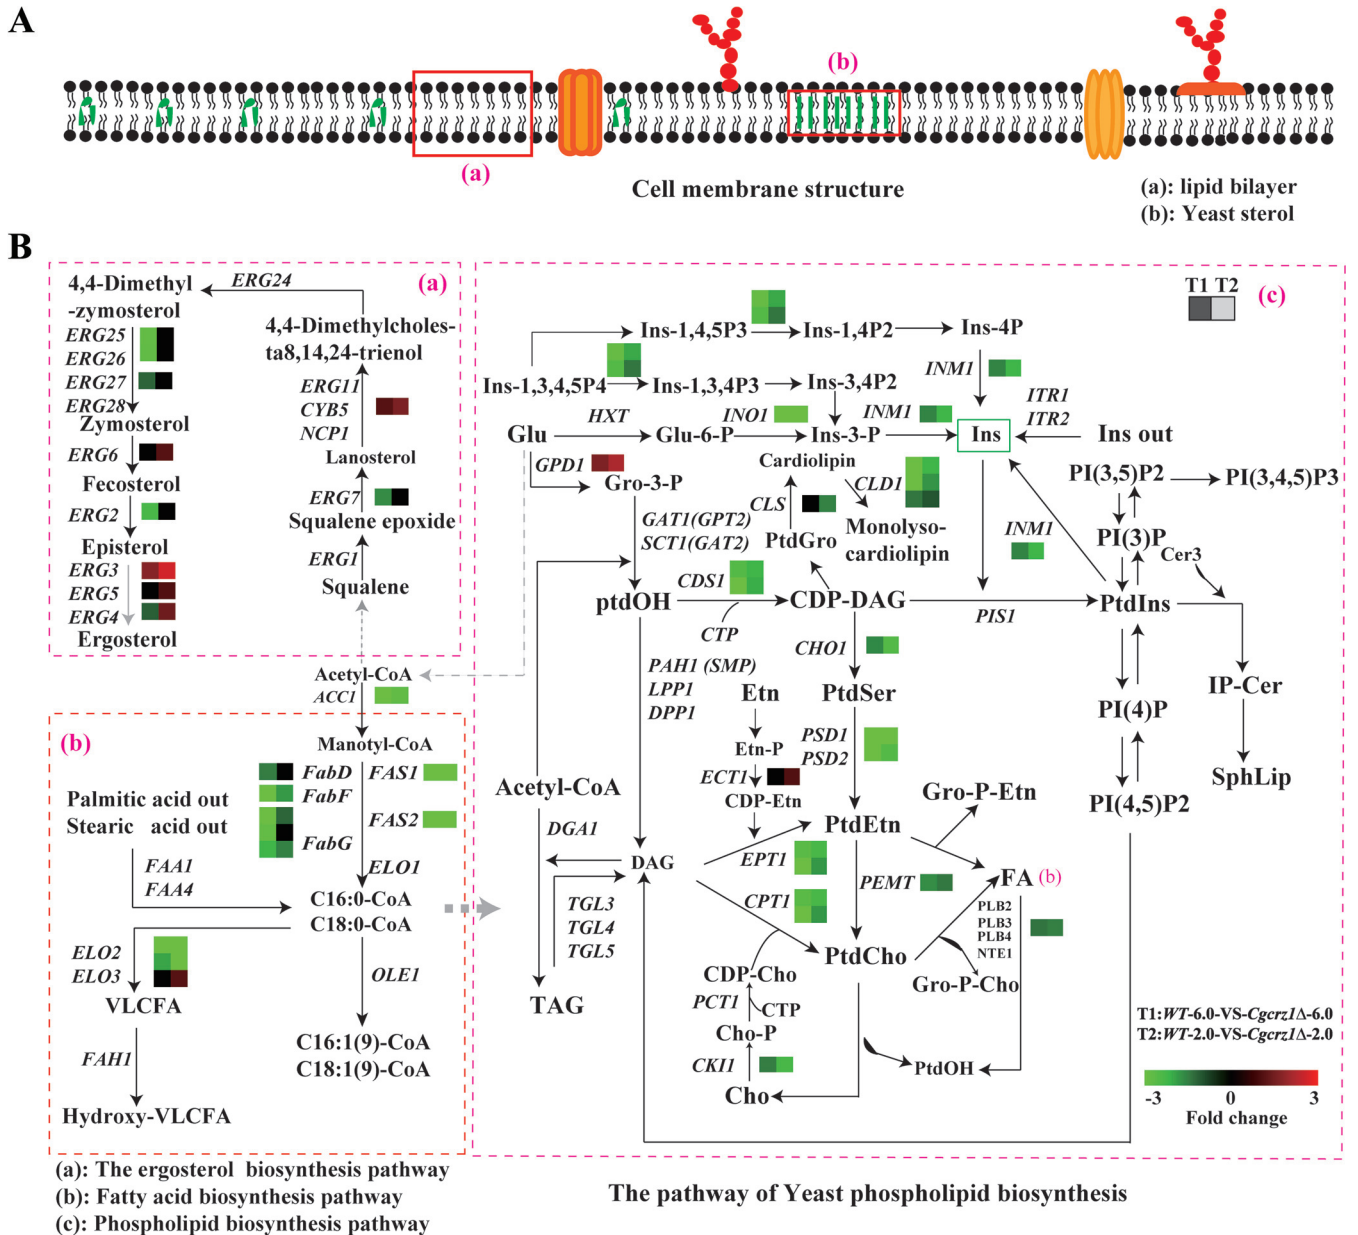 A
(b)
(a)
Cell membrane structure
(a): lipid bilayer
(b): Yeast sterol
B
(a)
4,4-Dimethyl
-zymosterol
ERG24
4,4-Dimethylcholes-
ta8,14,24-trienol
ERG25
ERG26
ERG27
ERG28
Zymosterol
ERG6
Fecosterol
ERG2
Episterol
ERG3
ERG5
ERG4
Ergosterol
ERG11
CYB5
NCP1
Lanosterol
ERG7
Squalene epoxide
ERG1
Squalene
Acetyl-CoA
ACC1
(b)
Manotyl-CoA
FabD
FAS1
FabF
Palmitic acid out
Stearic acid out
FAS2
FabG
ELO1
FAA1
FAA4
C16:0-CoA
C18:0-CoA
ELO2
ELO3
OLE1
VLCFA
FAH1
C16:1(9)-CoA
C18:1(9)-CoA
Hydroxy-VLCFA
(a): The ergosterol biosynthesis pathway
(b): Fatty acid biosynthesis pathway
(c): Phospholipid biosynthesis pathway
T1 T2
(c)
Ins-1,4,5P3
Ins-1,4P2
Ins-4P
Ins-1,3,4,5P4
Ins-1,3,4P3
Ins-3,4P2
INM1
ITR1
ITR2
HXT
INO1
INM1
Glu
Glu-6-P
Ins-3-P
Ins
Ins out
GPD1
Gro-3-P
Cardiolipin
CLD1
CLS
PI(3,5)P2
PI(3,4,5)P3
GAT1(GPT2)
SCT1(GAT2)
PtdGro
Monolyso-
cardiolipin
INM1
PI(3)P
Cer3
CDS1
ptdOH
CDP-DAG
PIS1
PtdIns
CTP
CHO1
PAH1 (SMP)
LPP1
DPP1
Etn
PtdSer
IP-Cer
PI(4)P
Etn-P
PSD1
PSD2
ECT1
SphLip
Acetyl-CoA
CDP-Etn
Gro-P-Etn
PI(4,5)P2
DGA1
PtdEtn
DAG
EPT1
PEMT
FA (b)
CPT1
PLB2
PLB3
PLB4
NTE1
TGL3
TGL4
TGL5
PtdCho
CDP-Cho
Gro-P-Cho
TAG
PCT1
CTP
Cho-P
CKI1
Cho
PtdOH
T1:WT-6.0-VS-Cgcrz1Δ-6.0
T2:WT-2.0-VS-Cgcrz1Δ-2.0
-3 0 3
Fold change
The pathway of Yeast phospholipid biosynthesis